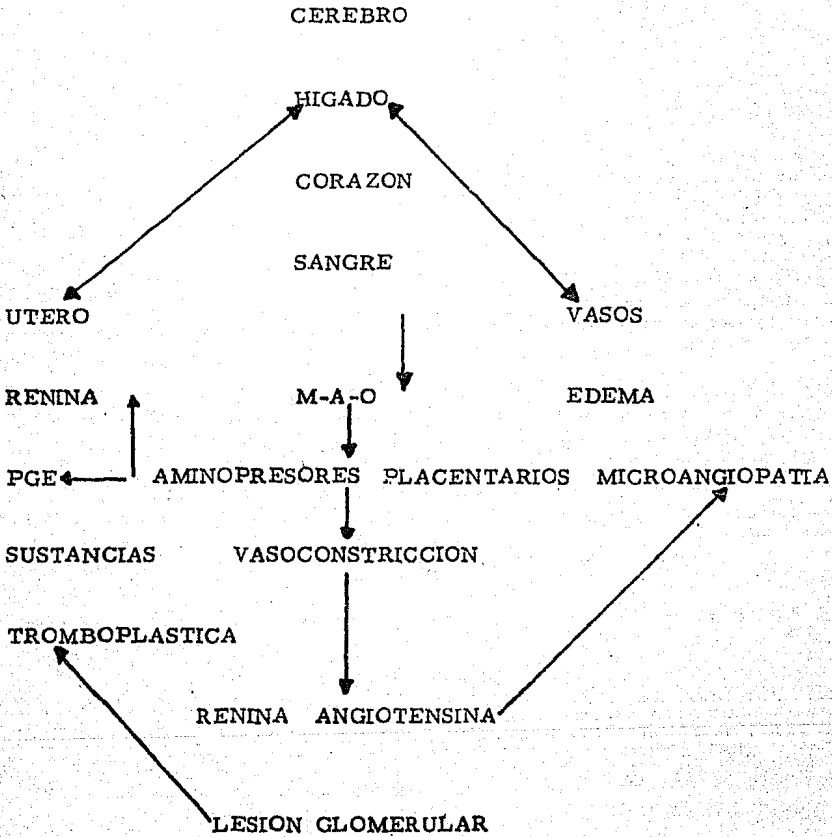 CEREBRO
HIGADO
CORAZON
SANGRE
UTERO VASOS
RENINA M-A-O EDEMA
PGE AMINOPRESORES PLACENTARIOS MICROANGIOPATIA
SUSTANCIAS VASOCONSTRICCION
TROMBOPLASTICA
RENINA ANGIOTENSINA
LESION GLOMERULAR